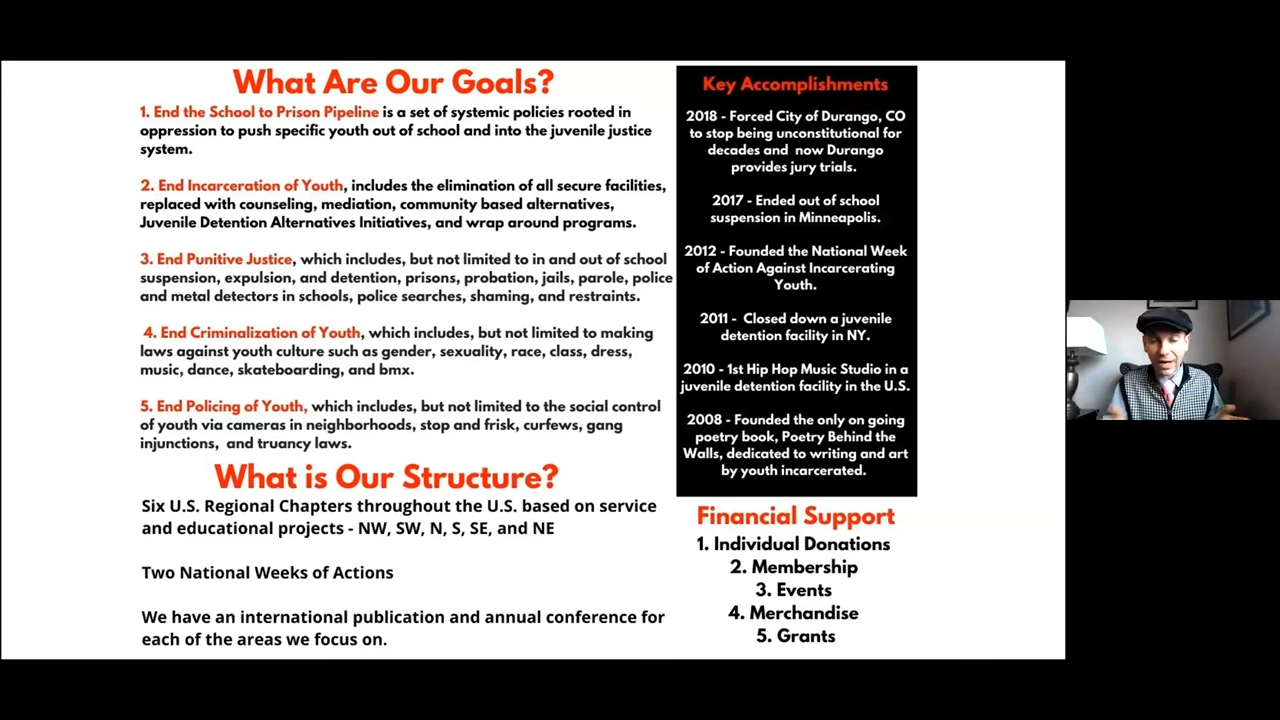 What Are Our Goals?
1. End the School to Prison Pipeline is a set of systemic policies rooted in
oppression to push specific youth out of school and into the juvenile justice
system.
2. End Incarceration of Youth, includes the elimination of all secure facilities,
replaced with counseling, mediation, community based alternatives,
Juvenile Detention Alternatives Initiatives, and wrap around programs.
3. End Punitive Justice, which includes, but not limited to in and out of school
suspension, expulsion, and detention, prisons, probation, jails, parole, police
and metal detectors in schools, police searches, shaming, and restraints.
4. End Criminalization of Youth, which includes, but not limited to making
laws against youth culture such as gender, sexuality, race, class, dress,
music, dance, skateboarding, and bmx.
5. End Policing of Youth, which includes, but not limited to the social control
of youth via cameras in neighborhoods, stop and frisk, curfews, gang
injunctions, and truancy laws.
What is Our Structure?
Six U.S. Regional Chapters throughout the U.S. based on service
and educational projects - NW, SW, N, S, SE, and NE
Two National Weeks of Actions
We have an international publication and annual conference for
each of the areas we focus on.
Key Accomplishments
2018 - Forced City of Durango, CO
to stop being unconstitutional for
decades and now Durango
provides jury trials.
2017 - Ended out of school
suspension in Minneapolis.
2012 - Founded the National Week
of Action Against Incarcerating
Youth.
2011 - Closed down a juvenile
detention facility in NY.
2010 - 1st Hip Hop Music Studio in a
juvenile detention facility in the U.S.
2008 - Founded the only on going
poetry book, Poetry Behind the
Walls, dedicated to writing and art
by youth incarcerated.
Financial Support
1. Individual Donations
2. Membership
3. Events
4. Merchandise
5. Grants